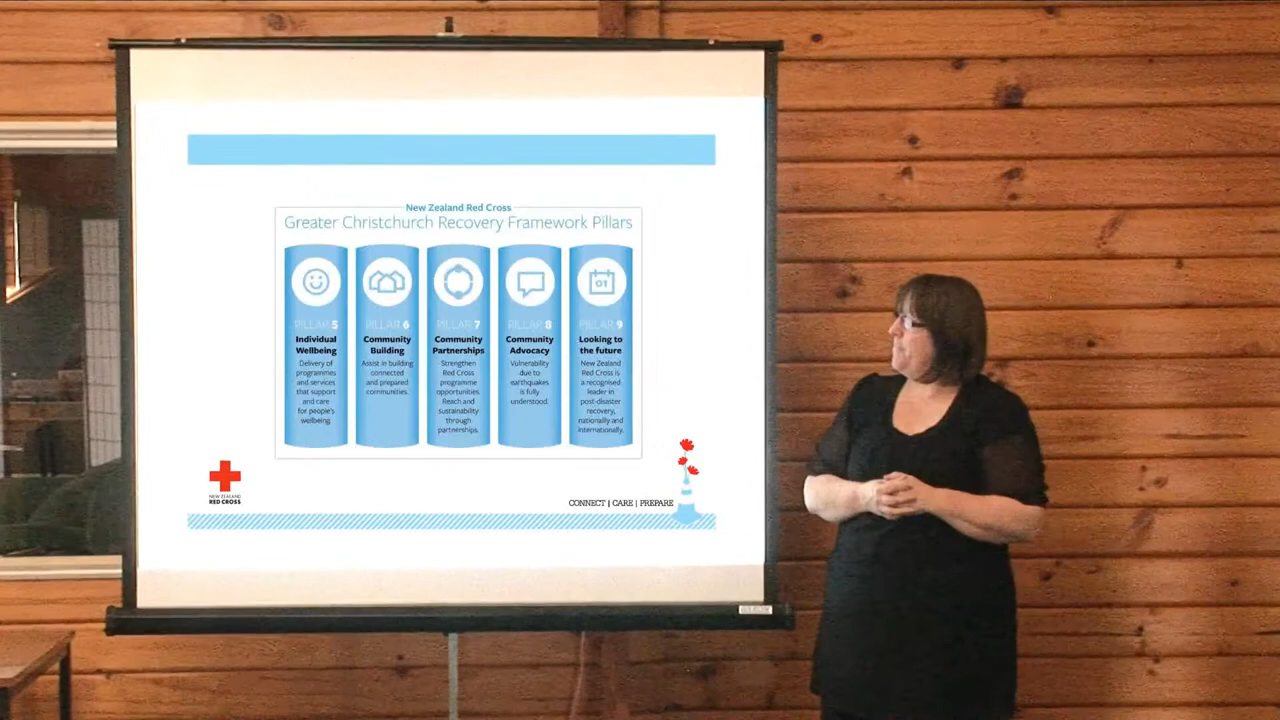 New Zealand Red Cross
Greater Christchurch Recovery Framework Pillars
PILLAR 5
Individual
Wellbeing
Delivery of
programmes
and services
that support
and care
for people's
wellbeing.
PILLAR 6
Community
Building
Assist in building
connected
and prepared
communities.
PILLAR 7
Community
Partnerships
Strengthen
Red Cross
programme
opportunities.
Reach and
sustainability
through
partnerships.
PILLAR 8
Community
Advocacy
Vulnerability
due to
earthquakes
is fully
understood.
01
PILLAR 9
Looking to
the future
New Zealand
Red Cross is
a recognised
leader in
post-disaster
recovery,
nationally and
internationally.
NEW ZEALAND
RED CROSS
CONNECT | CARE | PREPARE